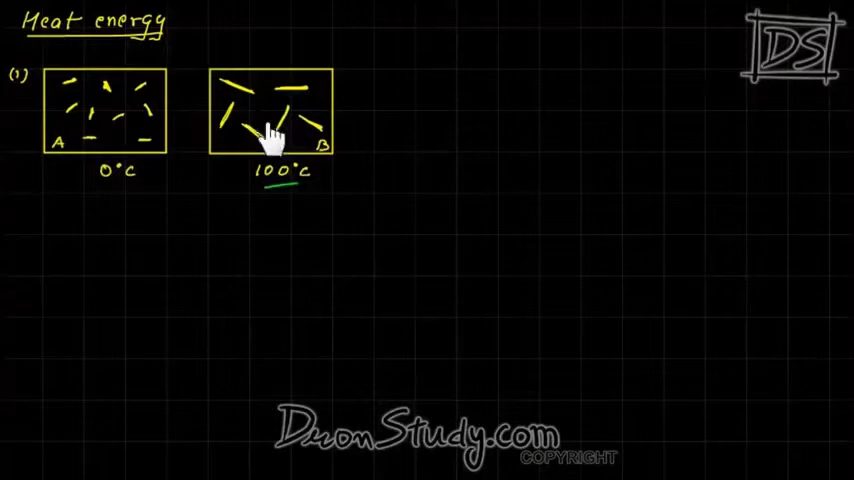 Heat energy
DS
(1)
A
B
0°C
100°C
DronStudy.com
COPYRIGHT